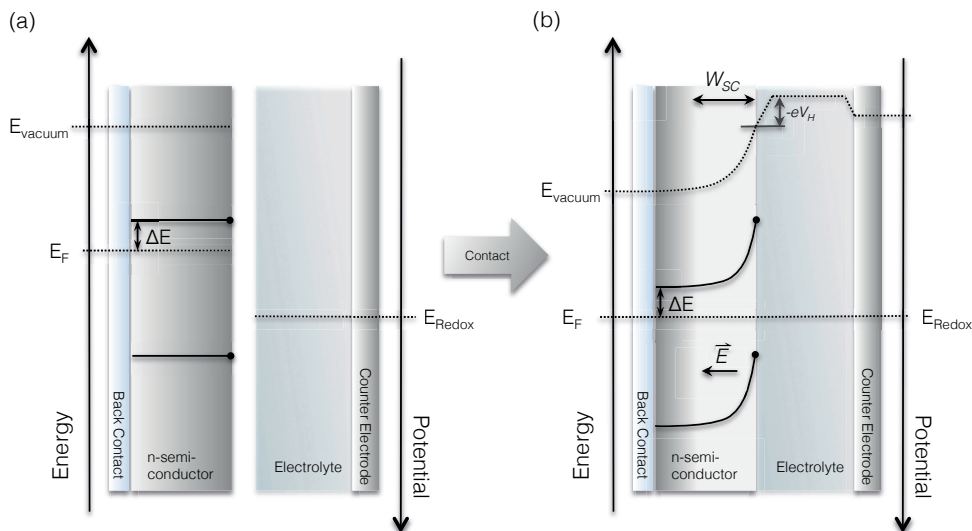 (a)
E_vacuum
ΔE
E_F
E_Redox
Energy
Back Contact
n-semi-
conductor
Electrolyte
Counter Electrode
Potential
Contact
(b)
W_SC
-eV_H
E_vacuum
ΔE
E_F
E_Redox
E
Energy
Back Contact
n-semi-
conductor
Electrolyte
Counter Electrode
Potential